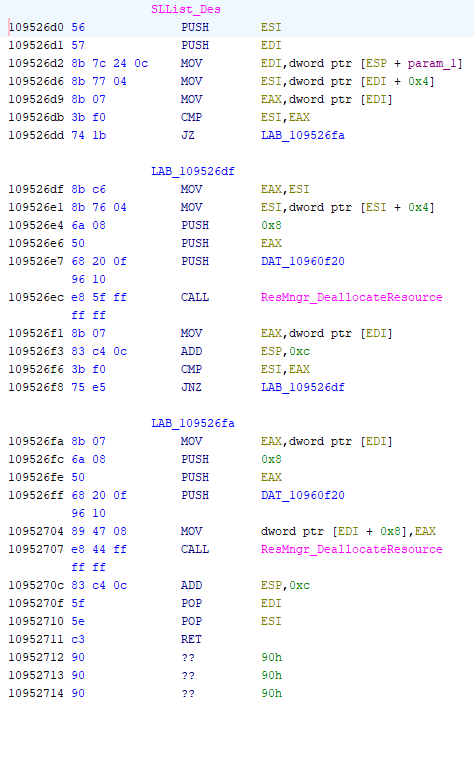 SLList_Des
109526d0 56 PUSH ESI
109526d1 57 PUSH EDI
109526d2 8b 7c 24 0c MOV EDI,dword ptr [ESP + param_1]
109526d6 8b 77 04 MOV ESI,dword ptr [EDI + 0x4]
109526d9 8b 07 MOV EAX,dword ptr [EDI]
109526db 3b f0 CMP ESI,EAX
109526dd 74 1b JZ LAB_109526fa
LAB_109526df
109526df 8b c6 MOV EAX,ESI
109526e1 8b 76 04 MOV ESI,dword ptr [ESI + 0x4]
109526e4 6a 08 PUSH 0x8
109526e6 50 PUSH EAX
109526e7 68 20 0f PUSH DAT_10960f20
96 10
109526ec e8 5f ff CALL ResMngr_DeallocateResource
ff ff
109526f1 8b 07 MOV EAX,dword ptr [EDI]
109526f3 83 c4 0c ADD ESP,0xc
109526f6 3b f0 CMP ESI,EAX
109526f8 75 e5 JNZ LAB_109526df
LAB_109526fa
109526fa 8b 07 MOV EAX,dword ptr [EDI]
109526fc 6a 08 PUSH 0x8
109526fe 50 PUSH EAX
109526ff 68 20 0f PUSH DAT_10960f20
96 10
10952704 89 47 08 MOV dword ptr [EDI + 0x8],EAX
10952707 e8 44 ff CALL ResMngr_DeallocateResource
ff ff
1095270c 83 c4 0c ADD ESP,0xc
1095270f 5f POP EDI
10952710 5e POP ESI
10952711 c3 RET
10952712 90 ?? 90h
10952713 90 ?? 90h
10952714 90 ?? 90h